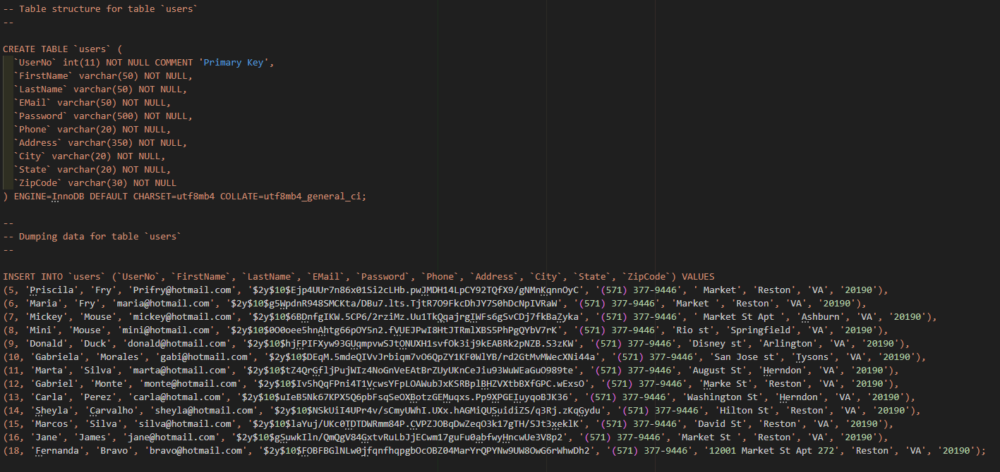 -- Table structure for table `users`
--
CREATE TABLE `users` (
`UserNo` int(11) NOT NULL COMMENT 'Primary Key',
`FirstName` varchar(50) NOT NULL,
`LastName` varchar(50) NOT NULL,
`EMail` varchar(50) NOT NULL,
`Password` varchar(500) NOT NULL,
`Phone` varchar(20) NOT NULL,
`Address` varchar(350) NOT NULL,
`City` varchar(20) NOT NULL,
`State` varchar(20) NOT NULL,
`ZipCode` varchar(30) NOT NULL
) ENGINE=InnoDB DEFAULT CHARSET=utf8mb4 COLLATE=utf8mb4_general_ci;
--
-- Dumping data for table `users`
--
INSERT INTO `users` (`UserNo`, `FirstName`, `LastName`, `EMail`, `Password`, `Phone`, `Address`, `City`, `State`, `ZipCode`) VALUES
(5, 'Priscila', 'Fry', 'Prifry@hotmail.com', '$2y$10$Ejp4UUr7n86x01Si2cLHb.pwJMDH14LpCY92TQfX9/gNMnKqnnOyC', '(571) 377-9446', ' Market', 'Reston', 'VA', '20190'),
(6, 'Maria', 'Fry', 'maria@hotmail.com', '$2y$10$g5WpdnR948SMCKta/DBu7.lts.TjtR7O9FkcDhJY7S0hDcNpIVRaW', '(571) 377-9446', 'Market ', 'Reston', 'VA', '20190'),
(7, 'Mickey', 'Mouse', 'mickey@hotmail.com', '$2y$10$6BDnfgIKW.5CP6/2rziMz.Uu1TkQqajrgIWFs6gSvCDj7fkBaZyka', '(571) 377-9446', ' Market St Apt ', 'Ashburn', 'VA', '20190'),
(8, 'Mini', 'Mouse', 'mini@hotmail.com', '$2y$10$0O0oee5hnAhtg66pOY5n2.fVUEJPwI8HtJTRmlXBS5PhPgQYbV7rK', '(571) 377-9446', 'Rio st', 'Springfield', 'VA', '20190'),
(9, 'Donald', 'Duck', 'donald@hotmail.com', '$2y$10$hjFPIFXyw93GUqmpvwSJtONUXH1svfOk3ij9kEABRk2pNZB.S3zKW', '(571) 377-9446', 'Disney st', 'Arlington', 'VA', '20190'),
(10, 'Gabriela', 'Morales', 'gabi@hotmail.com', '$2y$10$DEqM.5mdeQIVvJrbiqm7vO6QpZY1KF0WlYB/rd2GtMvMWecXNi44a', '(571) 377-9446', 'San Jose st', 'Tysons', 'VA', '20190'),
(11, 'Marta', 'Silva', 'marta@hotmail.com', '$2y$10$tZ4QrGfljPujWIz4NoGnVeEAtBrZUyUKnCeJiu93WuWEaGuO989te', '(571) 377-9446', 'August St', 'Herndon', 'VA', '20190'),
(12, 'Gabriel', 'Monte', 'monte@hotmail.com', '$2y$10$Iv5hQqFPni4T1VcwsYFpLOAWubJxKSRBplBHZVXtbBXfGPC.wExsO', '(571) 377-9446', 'Marke St', 'Reston', 'VA', '20190'),
(13, 'Carla', 'Perez', 'carla@hotmal.com', '$2y$10$uIeB5Nk67KPX5Q6pbFsqSeOXBotzGEMuqxs.Pp9XPGEIuyqoBJK36', '(571) 377-9446', 'Washington St', 'Herndon', 'VA', '20190'),
(14, 'Sheyla', 'Carvalho', 'sheyla@hotmail.com', '$2y$10$NSkUiI4UPr4v/sCmyUWhI.UXx.hAGMiQUSuidiZS/q3Rj.zKqGydu', '(571) 377-9446', 'Hilton St', 'Reston', 'VA', '20190'),
(15, 'Marcos', 'Silva', 'silva@hotmail.com', '$2y$10$laYuj/UKc0TDTDWRmm84P.CVPZJOBqDwZeqO3k17gTH/SJt3xeklK', '(571) 377-9446', 'David St', 'Reston', 'VA', '20190'),
(16, 'Jane', 'James', 'jane@hotmail.com', '$2y$10$gSuwkIln/QmQgV84GxtvRuLbJjECwm17guFu0abfwyHncwUe3V8p2', '(571) 377-9446', 'Market St ', 'Reston', 'VA', '20190'),
(18, 'Fernanda', 'Bravo', 'bravo@hotmail.com', '$2y$10$FOBFBGlNLw0jfqnfhqpgbOcOBZ04MarYrQPYNw9UW8OwG6rWhwDh2', '(571) 377-9446', '12001 Market St Apt 272', 'Reston', 'VA', '20190');